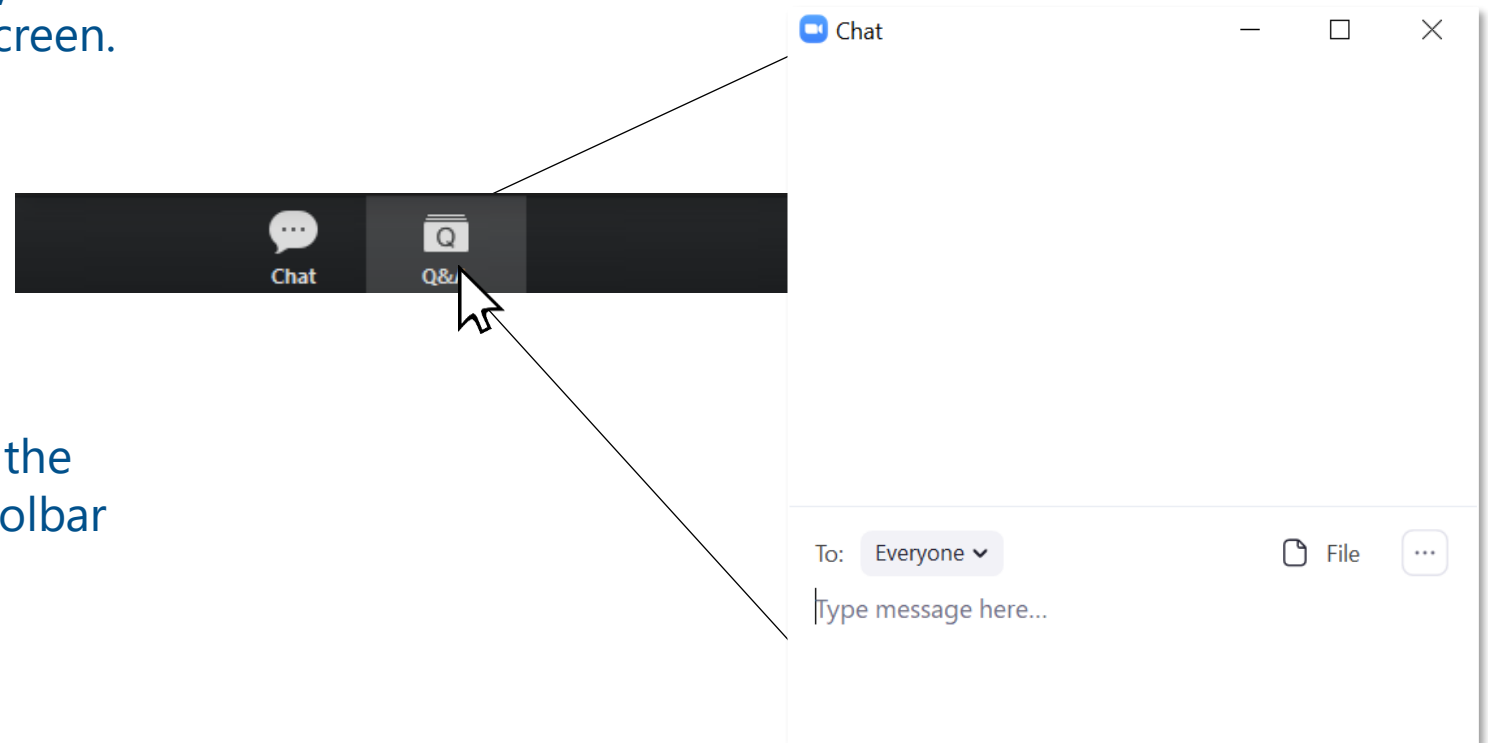 creen.
Chat
Chat
Q
Q&A
the
olbar
To: Everyone File
Type message here...